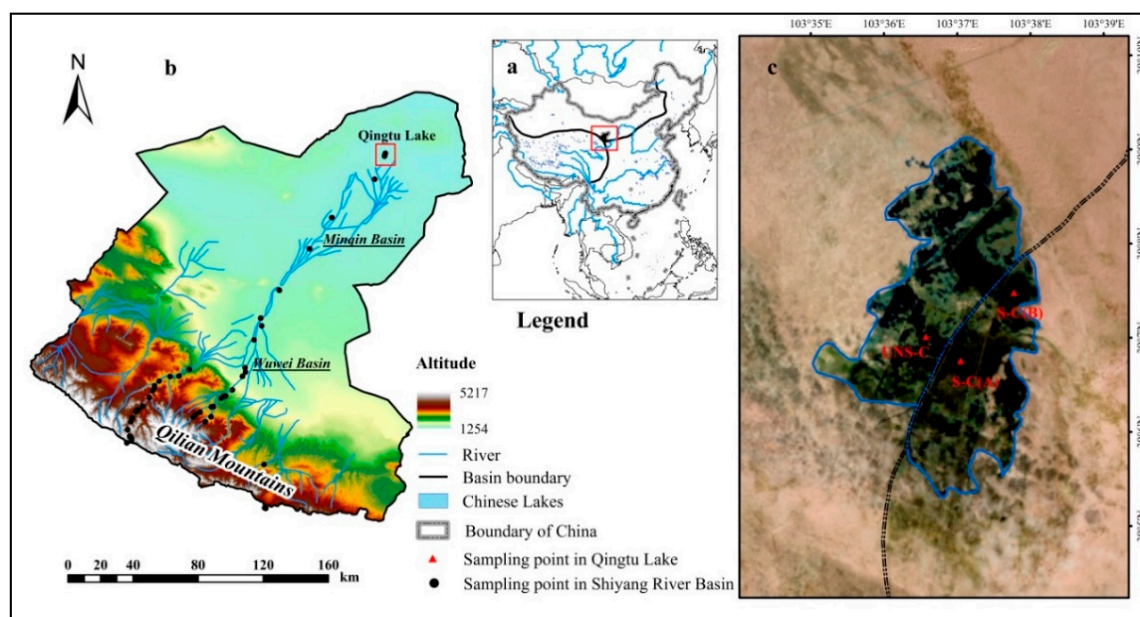 b
N
Qingtu Lake
Minqin Basin
Wuwei Basin
Qilian Mountains
0 20 40 80 120 160
km
a
Legend
Altitude
5217
1254
River
Basin boundary
Chinese Lakes
Boundary of China
Sampling point in Qingtu Lake
Sampling point in Shiyang River Basin
103°35'E 103°36'E 103°37'E 103°38'E 103°39'E
c
S-C(B)
UNS-C
S-C(A)